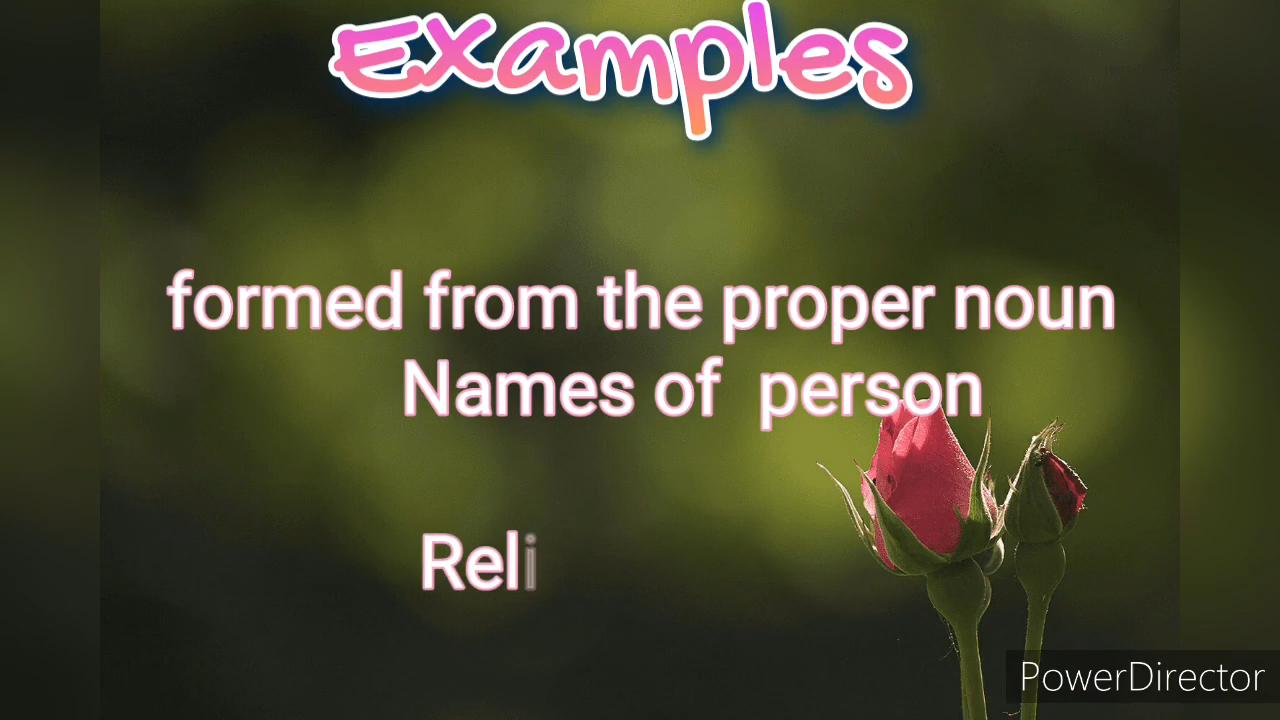 Examples
formed from the proper noun
Names of person
Reli
PowerDirector